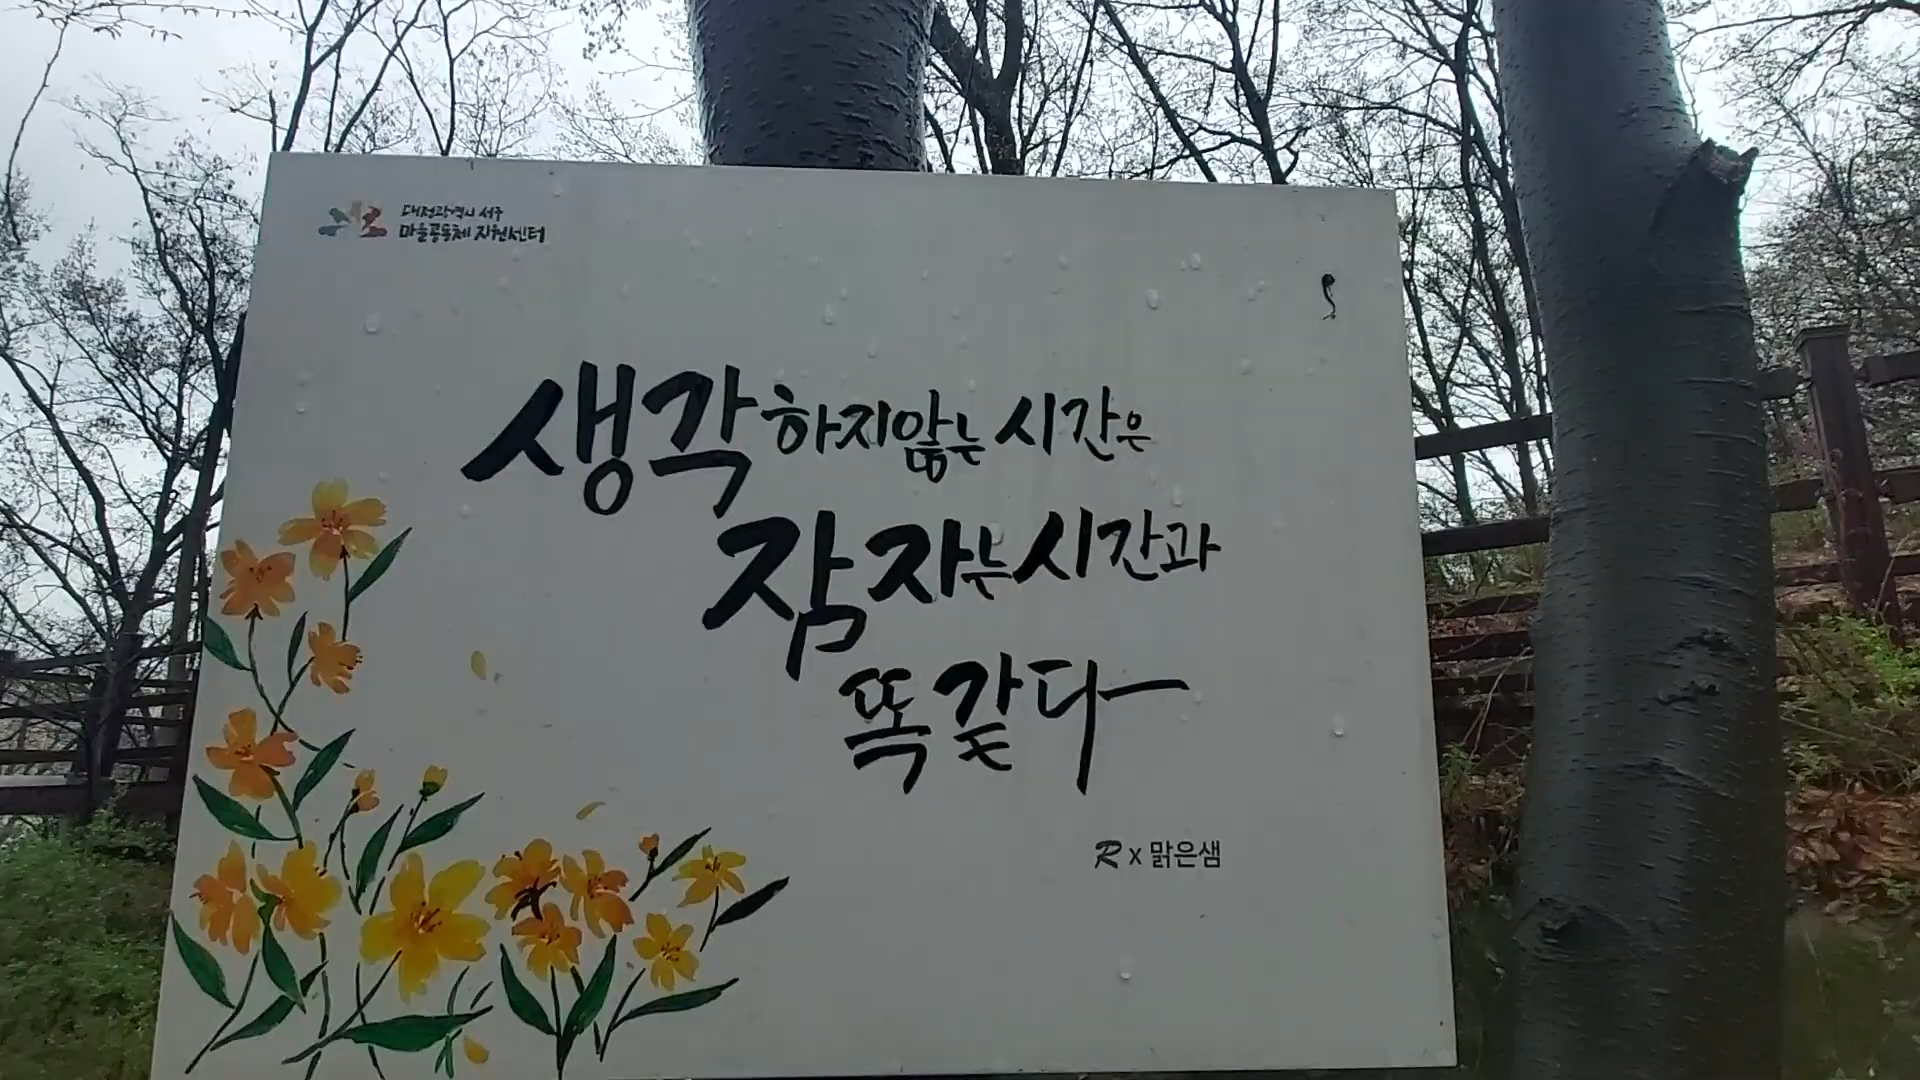 대전광역시 서구
마을공동체 지원센터
생각하지않는 시간은
잠자는시간과
똑같다
R x 맑은샘